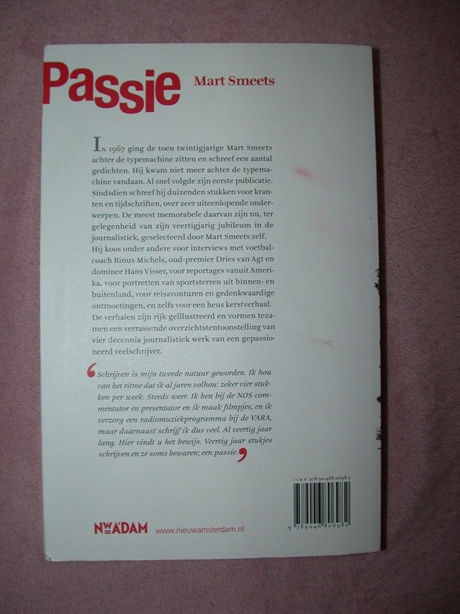 Passie
Mart Smeets
In 1967 ging de toen twintigjarige Mart Smeets
achter de typemachine zitten en schreef een aantal
gedichten. Hij kwam niet meer achter de typema-
chine vandaan. Al snel volgde zijn eerste publicatie.
Sindsdien schreef hij duizenden stukken voor kran-
ten en tijdschriften, over zeer uiteenlopende onder-
werpen. De meest memorabele daarvan zijn nu, ter
gelegenheid van zijn veertigjarig jubileum in de
journalistiek, geselecteerd door Mart Smeets zelf.
Hij koos onder andere voor interviews met voetbal-
coach Rinus Michels, oud-premier Dries van Agt en
dominee Hans Visser, voor reportages vanuit Ameri-
ka, voor portretten van sportsterren uit binnen- en
buitenland, voor reisavonturen en gedenkwaardige
ontmoetingen, en zelfs voor een heus kerstverhaal.
De verhalen zijn rijk geïllustreerd en vormen teza-
men een verrassende overzichtstentoonstelling van
vier decennia journalistiek werk van een gepassio-
neerd veelschrijver.
‘Schrijven is mijn tweede natuur geworden. Ik hou
van het ritme dat ik al jaren volhou: zeker vier stuk-
ken per week. Steeds weer. Ik ben bij de NOS com-
mentator en presentator en ik maak filmpjes, en ik
verzorg een radiomuziekprogramma bij de VARA,
maar daarnaast schrijf ik dus veel. Al veertig jaar
lang. Hier vindt u het bewijs. Veertig jaar stukjes
schrijven en ze soms bewaren; een passie.’
NW ADAM
www.nieuwamsterdam.nl